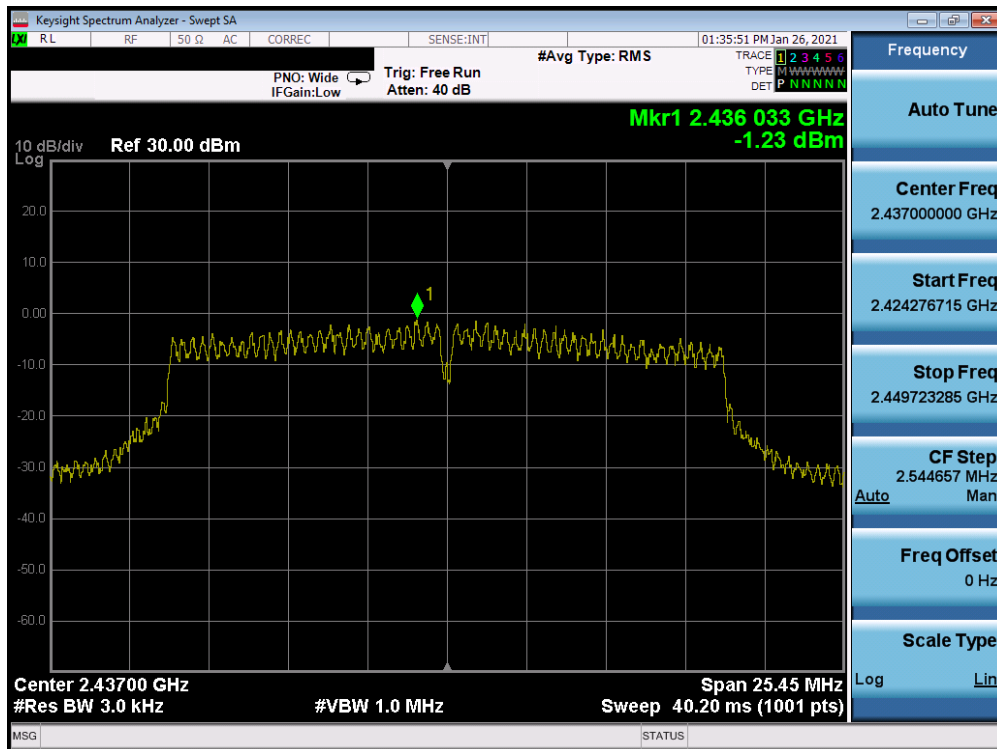 Keysight Spectrum Analyzer - Swept SA
LXI RL RF 50 Ω AC CORREC SENSE:INT 01:35:51 PM Jan 26, 2021
PNO: Wide
IFGain:Low
Trig: Free Run
Atten: 40 dB
#Avg Type: RMS
TRACE 1 2 3 4 5 6
TYPE M WWWWW
DET P N N N N N
Mkr1 2.436 033 GHz
-1.23 dBm
10 dB/div
Log
Ref 30.00 dBm
20.0
10.0
0.00
-10.0
-20.0
-30.0
-40.0
-50.0
-60.0
1
Center 2.43700 GHz
Span 25.45 MHz
#Res BW 3.0 kHz
#VBW 1.0 MHz
Sweep 40.20 ms (1001 pts)
MSG
STATUS
Frequency
Auto Tune
Center Freq
2.437000000 GHz
Start Freq
2.424276715 GHz
Stop Freq
2.449723285 GHz
CF Step
2.544657 MHz
Auto Man
Freq Offset
0 Hz
Scale Type
Log Lin